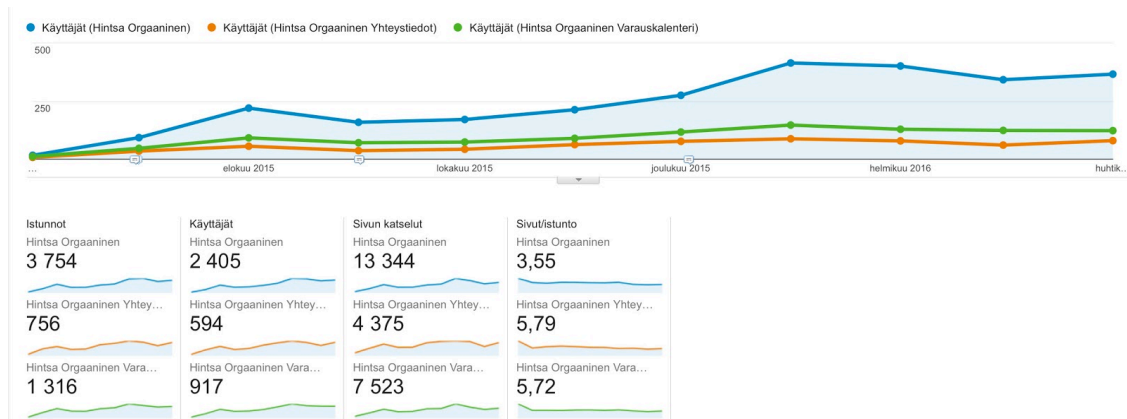 Käyttäjät (Hintsa Orgaaninen) Käyttäjät (Hintsa Orgaaninen Yhteystiedot) Käyttäjät (Hintsa Orgaaninen Varauskalenteri)
500
250
... elokuu 2015 lokakuu 2015 joulukuu 2015 helmikuu 2016 huhtik...
Istunnot Käyttäjät Sivun katselut Sivut/istunto
Hintsa Orgaaninen Hintsa Orgaaninen Hintsa Orgaaninen Hintsa Orgaaninen
3 754 2 405 13 344 3,55
Hintsa Orgaaninen Yhtey... Hintsa Orgaaninen Yhtey... Hintsa Orgaaninen Yhtey... Hintsa Orgaaninen Yhtey...
756 594 4 375 5,79
Hintsa Orgaaninen Vara... Hintsa Orgaaninen Vara... Hintsa Orgaaninen Vara... Hintsa Orgaaninen Vara...
1 316 917 7 523 5,72